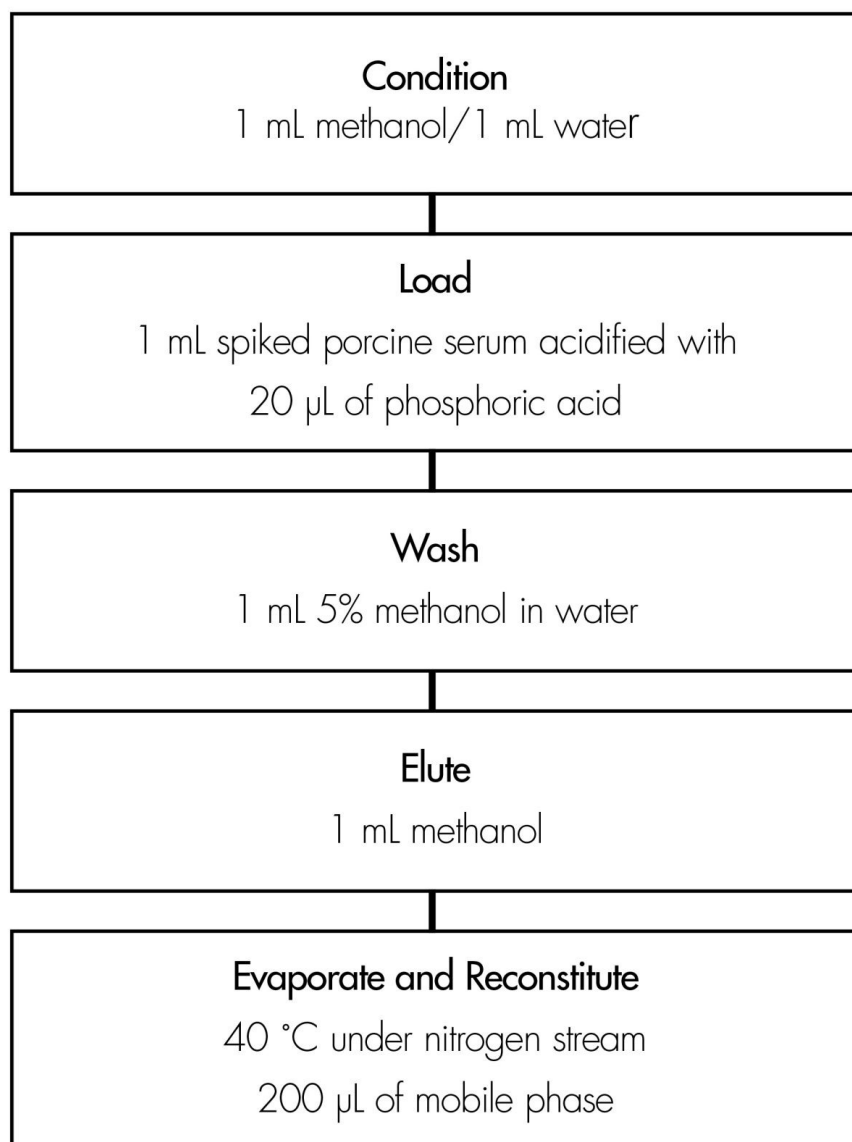 Condition
1 mL methanol/1 mL water
Load
1 mL spiked porcine serum acidified with
20 µL of phosphoric acid
Wash
1 mL 5% methanol in water
Elute
1 mL methanol
Evaporate and Reconstitute
40 °C under nitrogen stream
200 µL of mobile phase